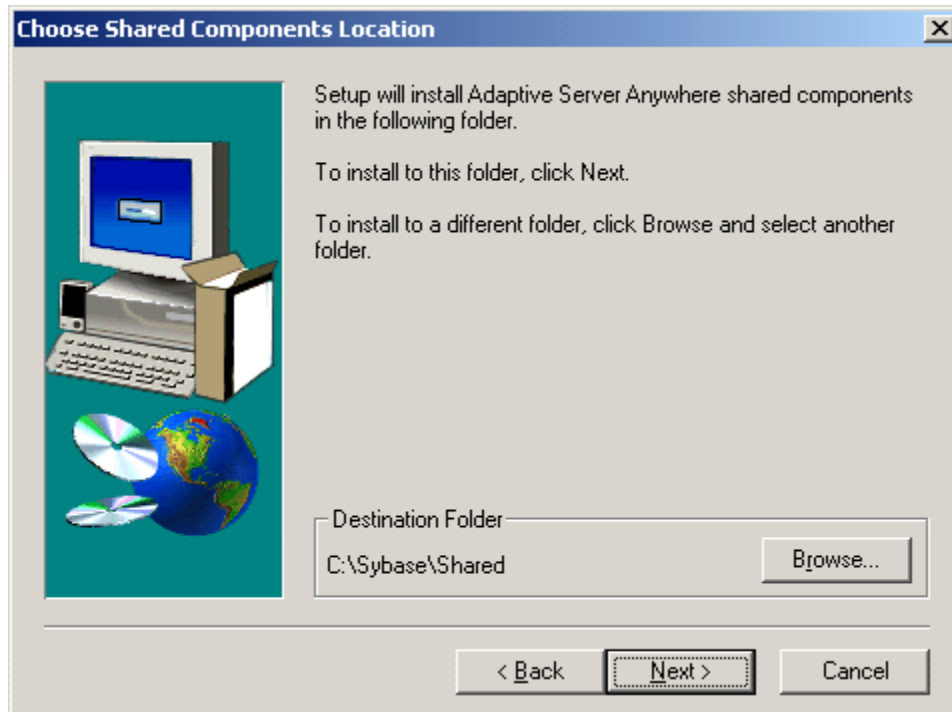 Choose Shared Components Location
Setup will install Adaptive Server Anywhere shared components
in the following folder.
To install to this folder, click Next.
To install to a different folder, click Browse and select another
folder.
Destination Folder
C:\Sybase\Shared
Browse...
< Back
Next >
Cancel